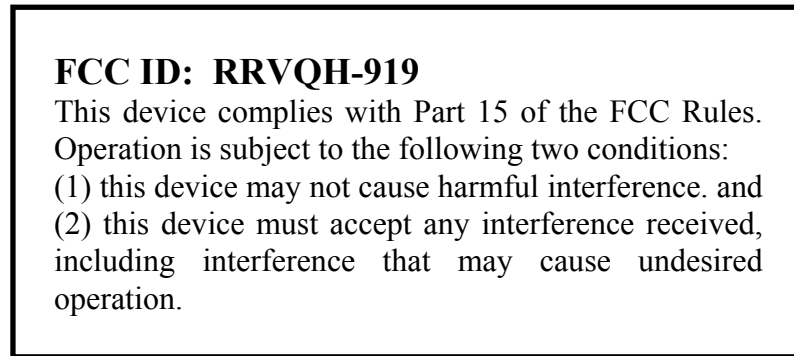 FCC ID: RRVQH-919
This device complies with Part 15 of the FCC Rules.
Operation is subject to the following two conditions:
(1) this device may not cause harmful interference. and
(2) this device must accept any interference received,
including interference that may cause undesired
operation.